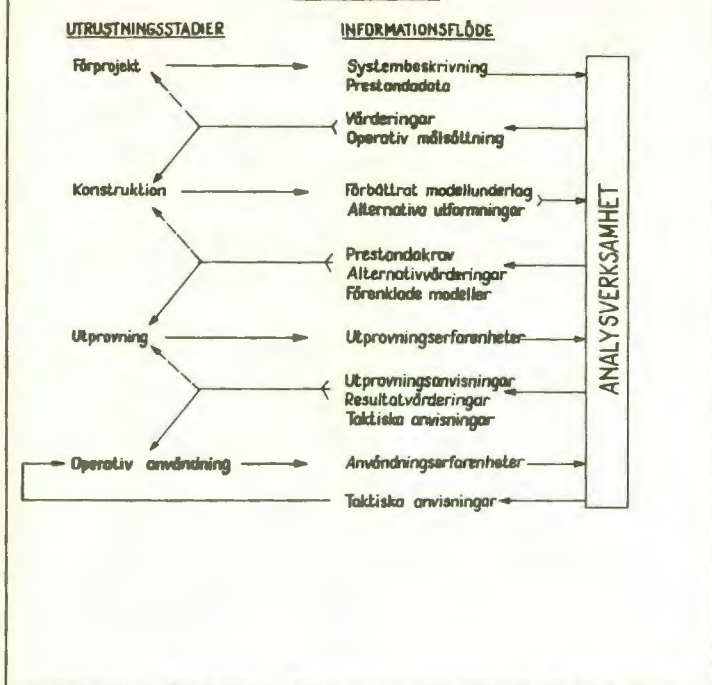 UTRUSTNINGSSTADIER
INFORMATIONSFLÖDE
Förprojekt
Systembeskrivning
Prestandadata
Värderingar
Operativ målsättning
Konstruktion
Förbättrat modellunderlag
Alternativa utformningar
Prestandakrav
Alternativvärderingar
Förenklade modeller
Utprovning
Utprovningserfarenheter
Utprovningsanvisningar
Resultatvärderingar
Taktiska anvisningar
Operativ användning
Användningserfarenheter
Taktiska anvisningar
ANALYSVERKSAMHET